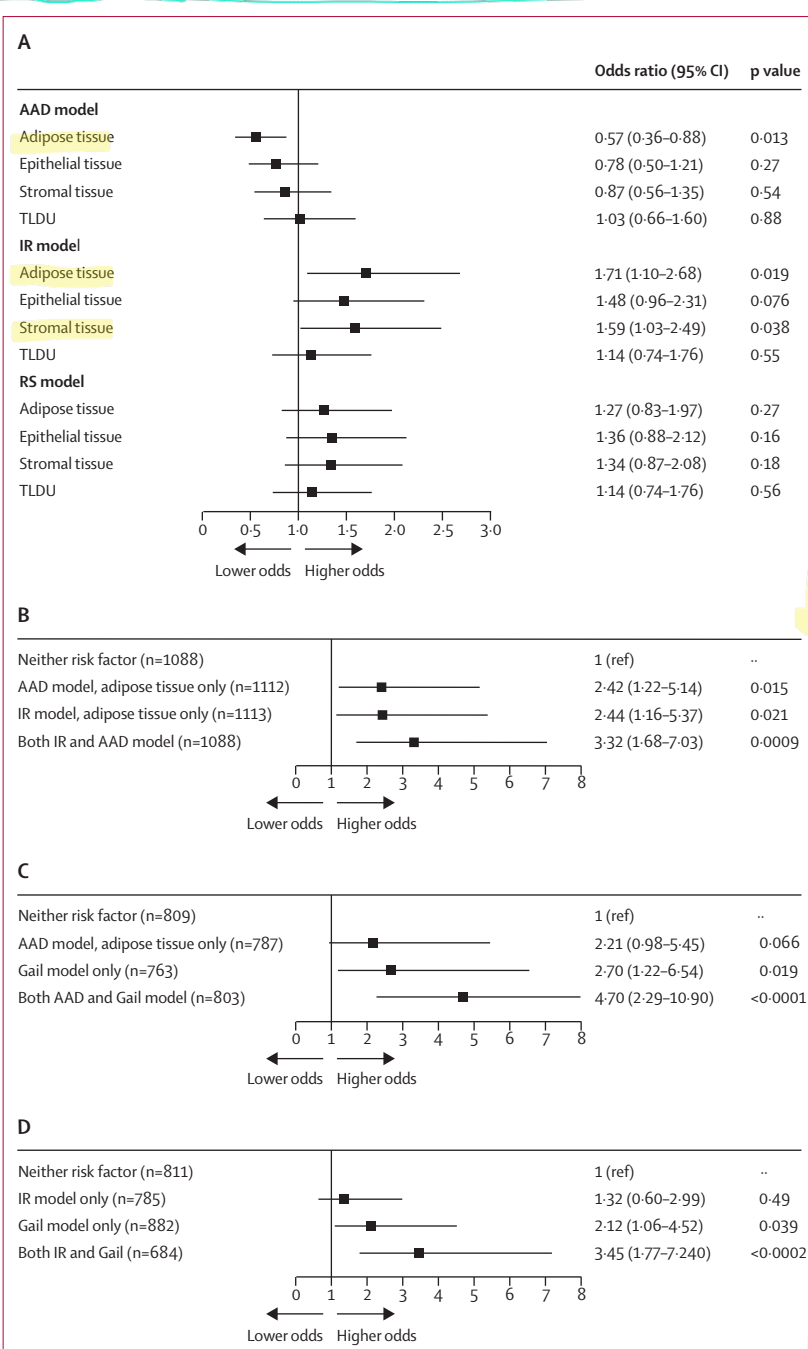 A
Odds ratio (95% CI) p value
AAD model
Adipose tissue 0·57 (0·36–0·88) 0·013
Epithelial tissue 0·78 (0·50–1·21) 0·27
Stromal tissue 0·87 (0·56–1·35) 0·54
TLDU 1·03 (0·66–1·60) 0·88
IR model
Adipose tissue 1·71 (1·10–2·68) 0·019
Epithelial tissue 1·48 (0·96–2·31) 0·076
Stromal tissue 1·59 (1·03–2·49) 0·038
TLDU 1·14 (0·74–1·76) 0·55
RS model
Adipose tissue 1·27 (0·83–1·97) 0·27
Epithelial tissue 1·36 (0·88–2·12) 0·16
Stromal tissue 1·34 (0·87–2·08) 0·18
TLDU 1·14 (0·74–1·76) 0·56
0 0·5 1·0 1·5 2·0 2·5 3·0
Lower odds Higher odds
B
Neither risk factor (n=1088) 1 (ref) ··
AAD model, adipose tissue only (n=1112) 2·42 (1·22–5·14) 0·015
IR model, adipose tissue only (n=1113) 2·44 (1·16–5·37) 0·021
Both IR and AAD model (n=1088) 3·32 (1·68–7·03) 0·0009
0 1 2 3 4 5 6 7 8
Lower odds Higher odds
C
Neither risk factor (n=809) 1 (ref) ··
AAD model, adipose tissue only (n=787) 2·21 (0·98–5·45) 0·066
Gail model only (n=763) 2·70 (1·22–6·54) 0·019
Both AAD and Gail model (n=803) 4·70 (2·29–10·90) <0·0001
0 1 2 3 4 5 6 7 8
Lower odds Higher odds
D
Neither risk factor (n=811) 1 (ref) ··
IR model only (n=785) 1·32 (0·60–2·99) 0·49
Gail model only (n=882) 2·12 (1·06–4·52) 0·039
Both IR and Gail (n=684) 3·45 (1·77–7·240) <0·0002
0 1 2 3 4 5 6 7 8
Lower odds Higher odds